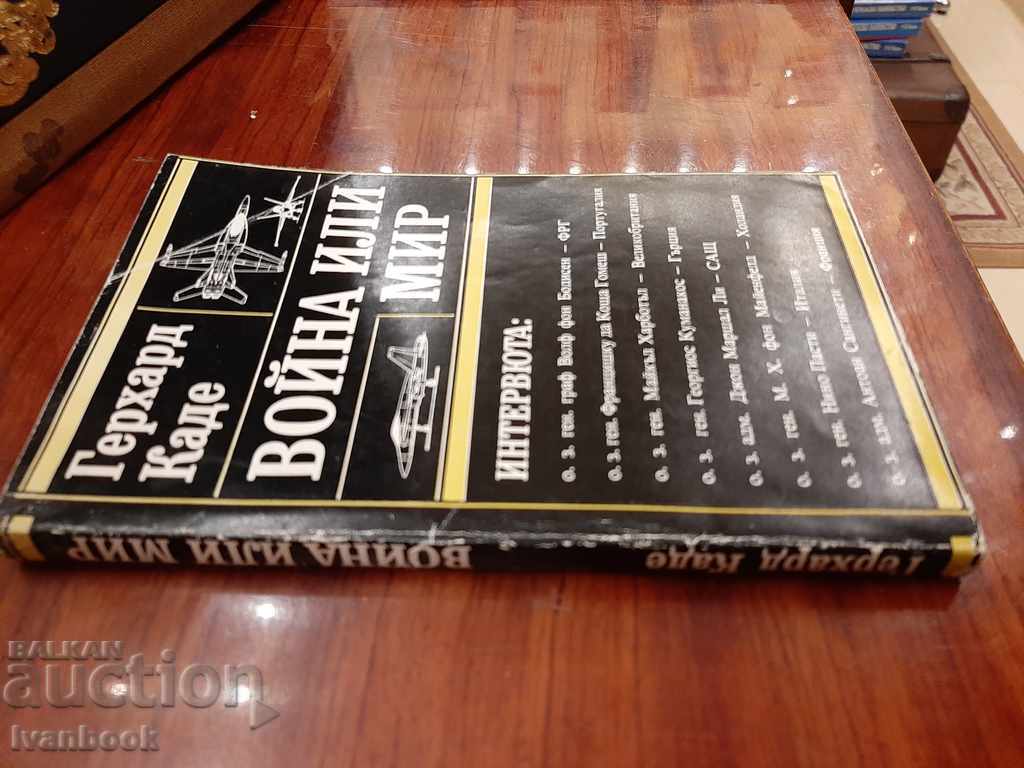 Герхард
Каде
ВОЙНА ИЛИ
МИР
ИНТЕРВЮТА:
о. з. ген. граф Волф фон Бодисен – ФРГ
о. з. ген. Франшишку да Коща Гомеш – Португалия
о. з. ген. Майкъл Харботъл – Великобритания
о. з. ген. Георгиос Куманакос – Гърция
о. з. адм. Джон Маршал Ли – САЩ
о. з. ген. М. Х. фон Майенфелд – Холандия
о. з. ген. Нино Пасти – Италия
о. з. адм. Антоан Сангинети – Франция
Герхард Каде
ВОЙНА ИЛИ МИР
BALKAN
auction
Ivanbook